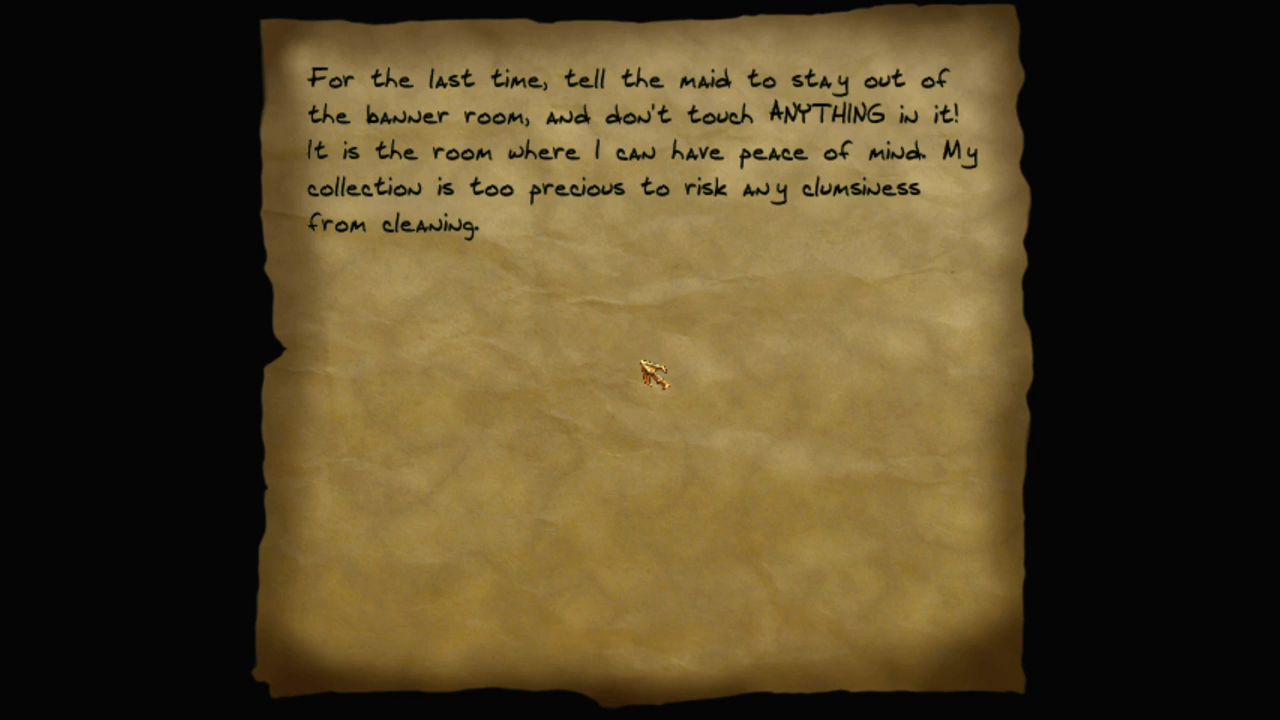 For the last time, tell the maid to stay out of
the banner room, and don't touch ANYTHING in it!
It is the room where I can have peace of mind. My
collection is too precious to risk any clumsiness
from cleaning.